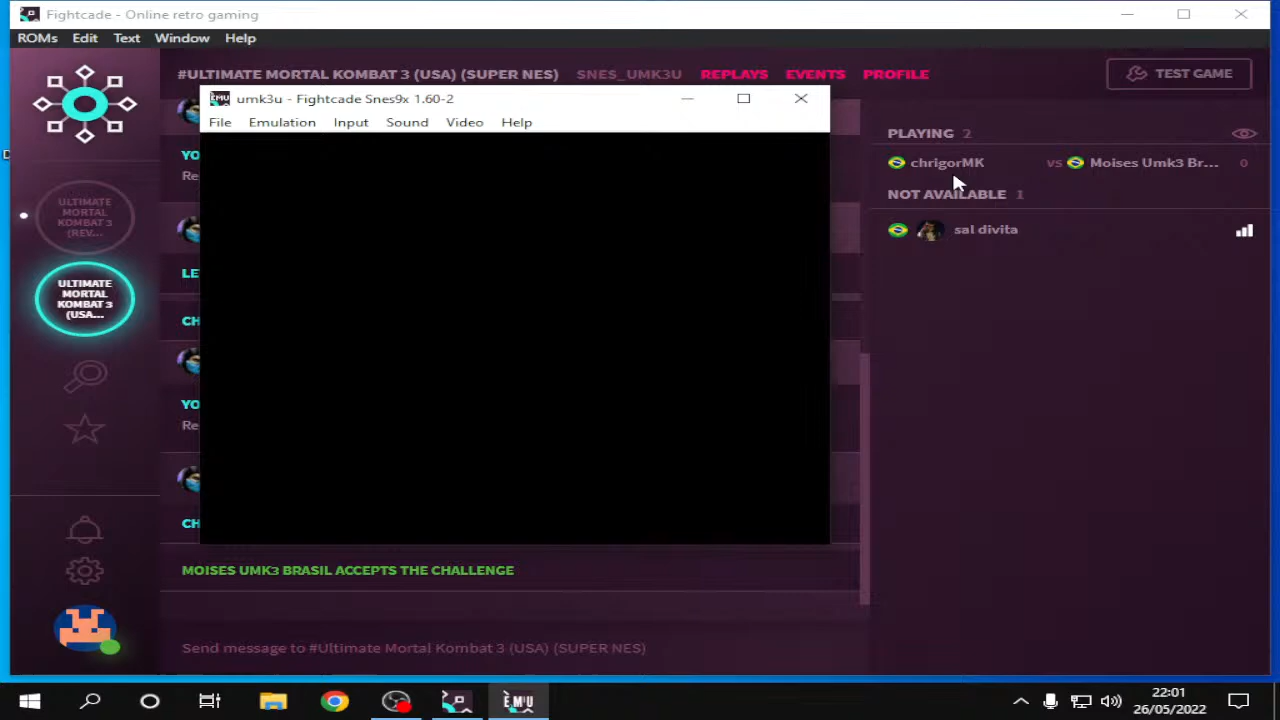 Fightcade - Online retro gaming
ROMs Edit Text Window Help
#ULTIMATE MORTAL KOMBAT 3 (USA) (SUPER NES) SNES_UMK3U REPLAYS EVENTS PROFILE
TEST GAME
umk3u - Fightcade Snes9x 1.60-2
File Emulation Input Sound Video Help
PLAYING 2
chrigorMK vs Moises Umk3 Br... 0
NOT AVAILABLE 1
sal divita
ULTIMATE
MORTAL
KOMBAT 3
(REV...
ULTIMATE
MORTAL
KOMBAT 3
(USA...
YO
Re
LE
CH
YO
Re
CH
MOISES UMK3 BRASIL ACCEPTS THE CHALLENGE
Send message to #Ultimate Mortal Kombat 3 (USA) (SUPER NES)
EMU
22:01
26/05/2022